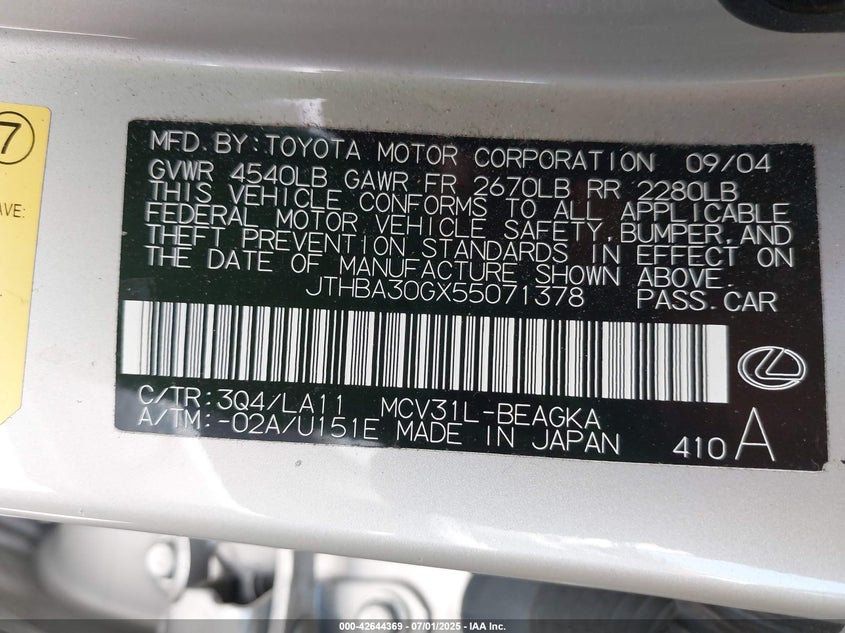 7
AVE:
MFD. BY: TOYOTA MOTOR CORPORATION 09/04
GVWR 4540LB GAWR FR 2670LB RR 2280LB
THIS VEHICLE CONFORMS TO ALL APPLICABLE
FEDERAL MOTOR VEHICLE SAFETY, BUMPER, AND
THEFT PREVENTION STANDARDS IN EFFECT ON
THE DATE OF MANUFACTURE SHOWN ABOVE.
JTHBA30GX55071378 PASS. CAR
C/TR: 3Q4/LA11 MCV31L-BEAGKA
A/TM: -02A/U151E MADE IN JAPAN
410 A
000-42644369 - 07/01/2025 - IAA Inc.